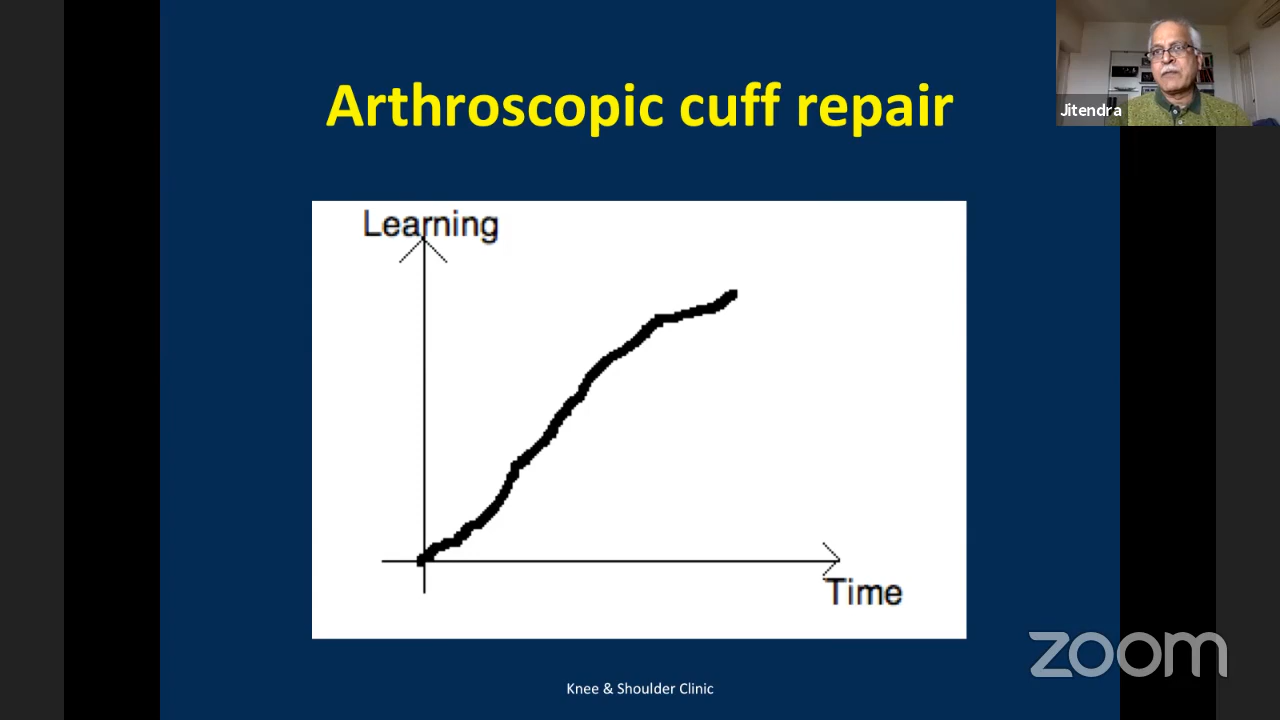 Arthroscopic cuff repair
Jitendra
Learning
Time
zoom
Knee & Shoulder Clinic